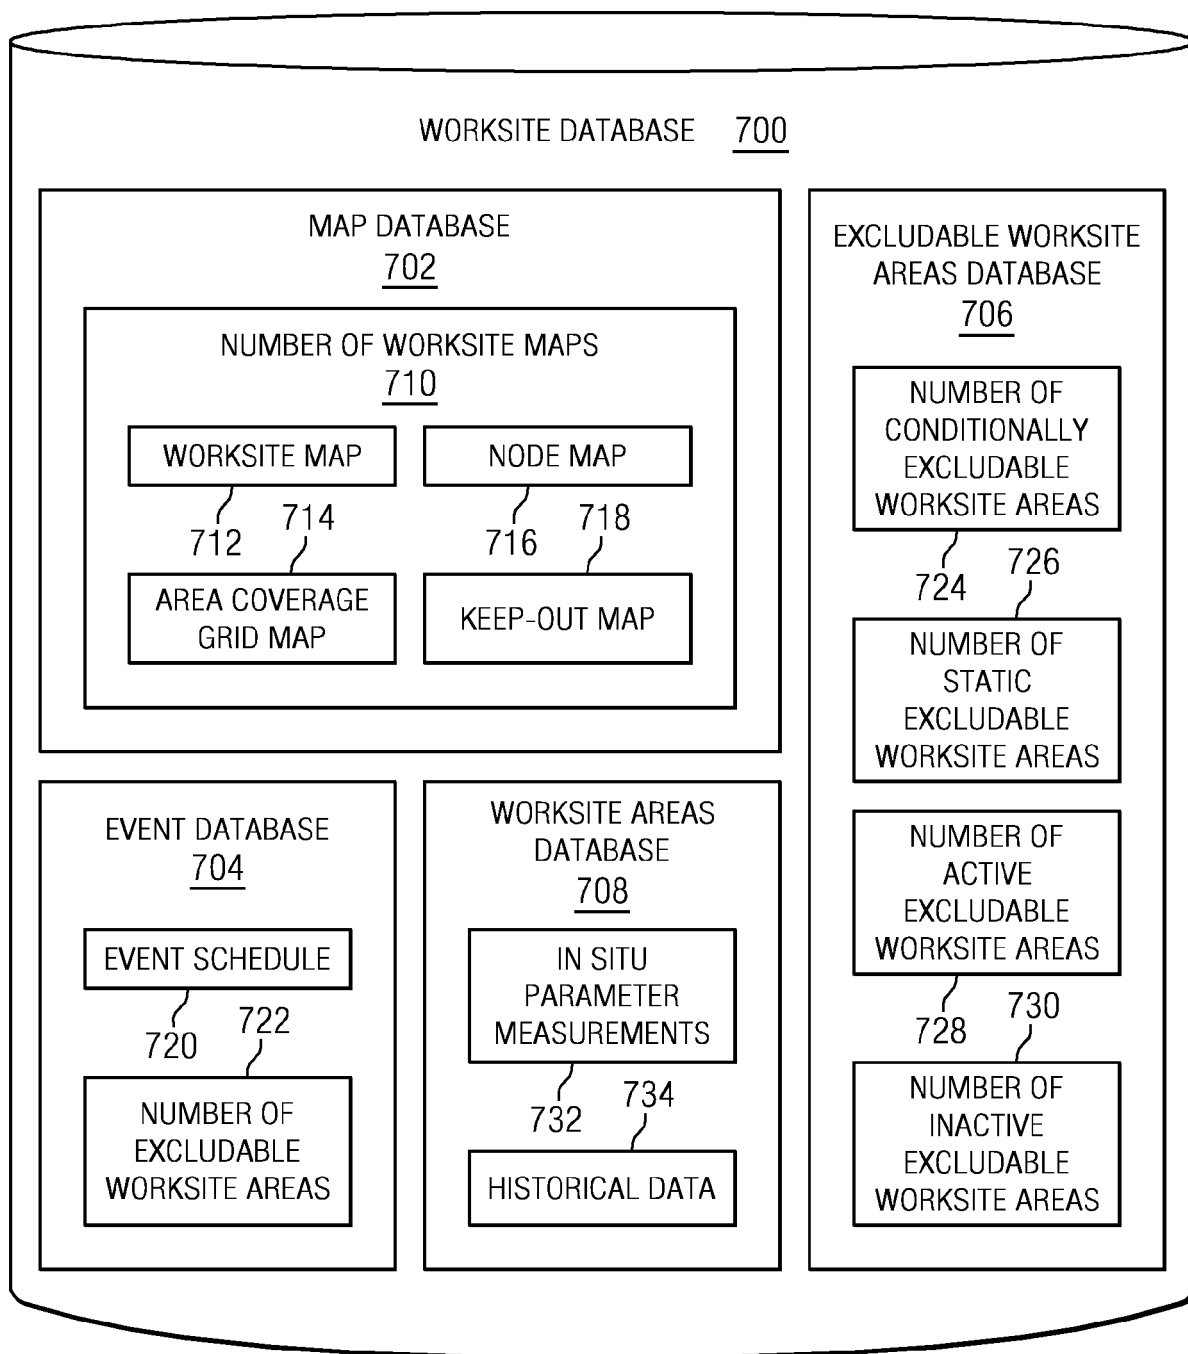 WORKSITE DATABASE 700
MAP DATABASE
702
NUMBER OF WORKSITE MAPS
710
WORKSITE MAP
712
NODE MAP
716
714
AREA COVERAGE
GRID MAP
718
KEEP-OUT MAP
EVENT DATABASE
704
EVENT SCHEDULE
720
722
NUMBER OF
EXCLUDABLE
WORKSITE AREAS
WORKSITE AREAS
DATABASE
708
IN SITU
PARAMETER
MEASUREMENTS
732
734
HISTORICAL DATA
EXCLUDABLE WORKSITE
AREAS DATABASE
706
NUMBER OF
CONDITIONALLY
EXCLUDABLE
WORKSITE AREAS
724
726
NUMBER OF
STATIC
EXCLUDABLE
WORKSITE AREAS
NUMBER OF
ACTIVE
EXCLUDABLE
WORKSITE AREAS
728
730
NUMBER OF
INACTIVE
EXCLUDABLE
WORKSITE AREAS